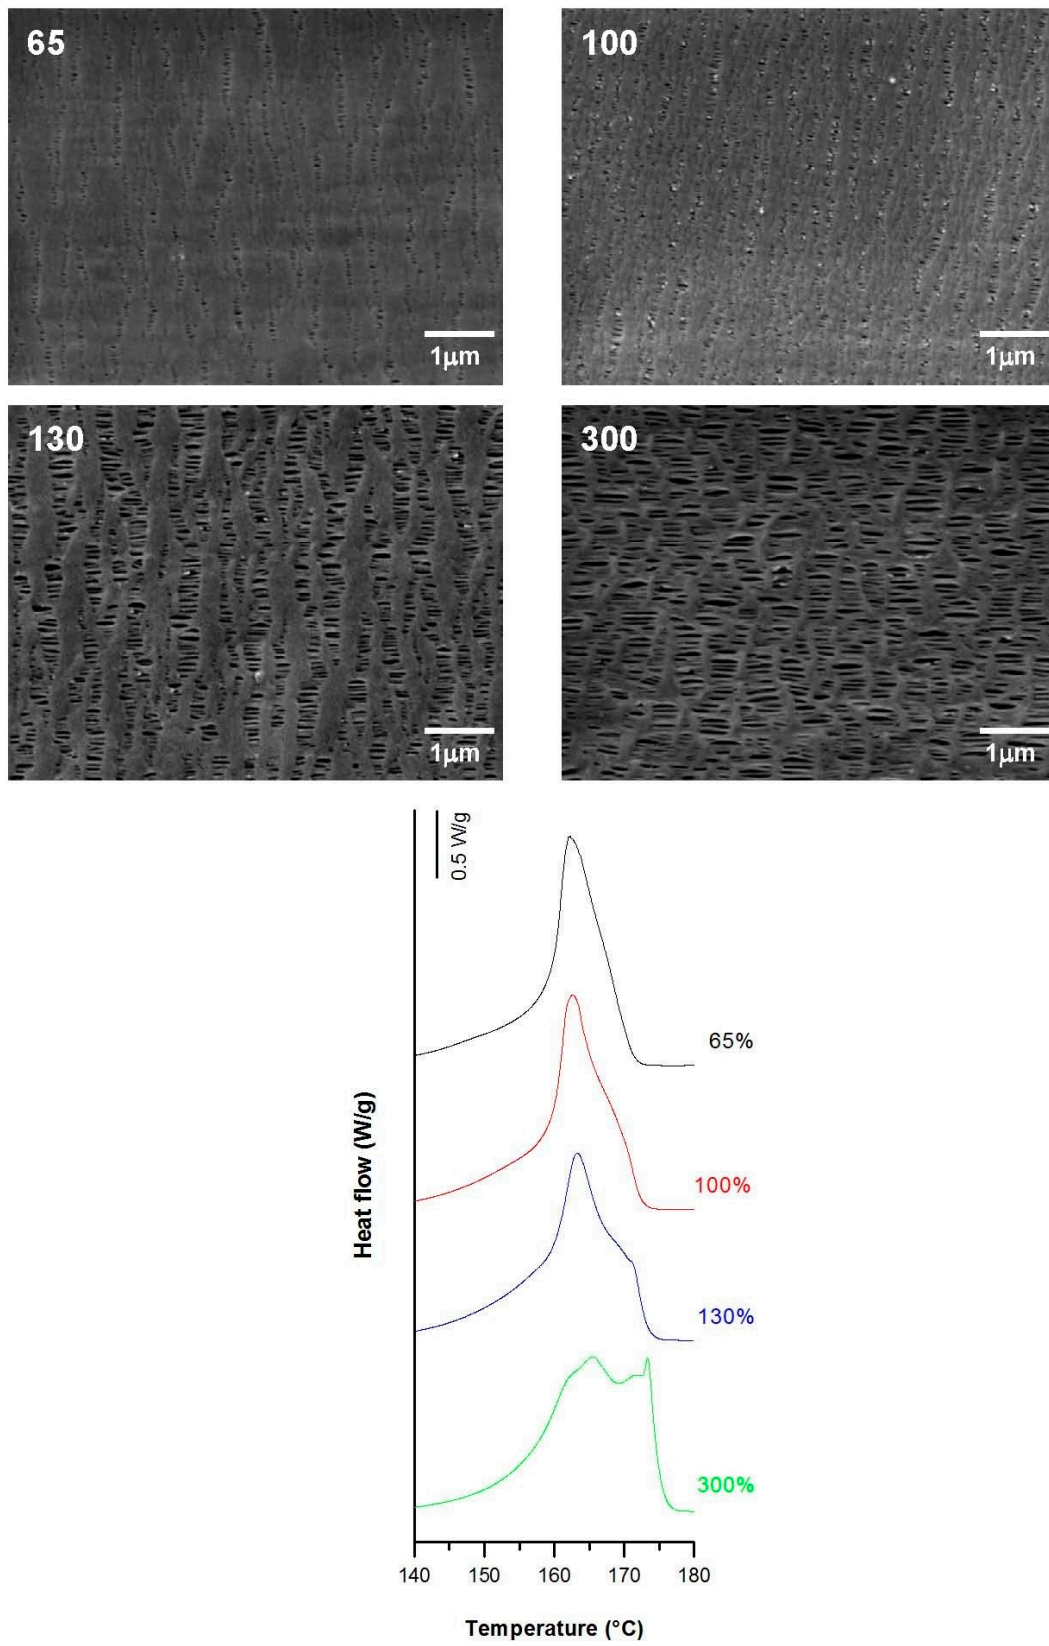 65
100
1μm
1μm
130
300
1μm
1μm
0.5 W/g
65%
100%
130%
300%
Heat flow (W/g)
140 150 160 170 180
Temperature (°C)